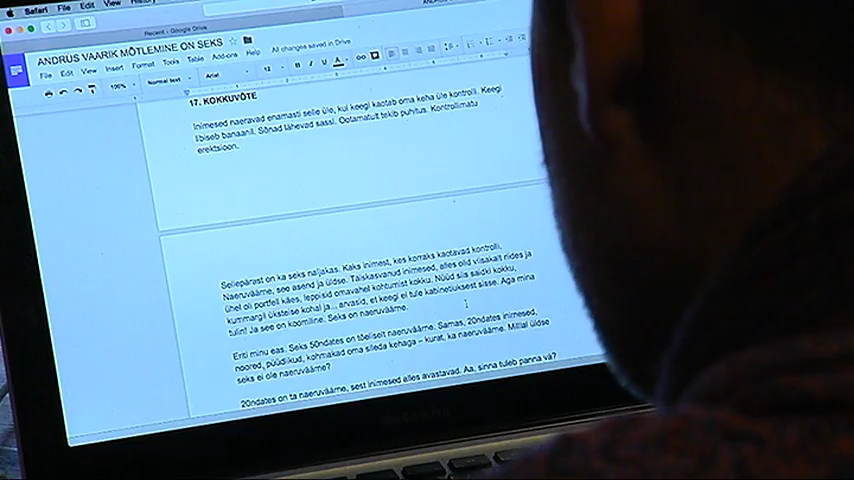 Safari File Edit View History
Recent - Google Drive
ANDRUS VAARIK MÕTLEMINE ON SEKS
File Edit View Insert Format Tools Table Add-ons Help All changes saved in Drive
100% Normal text Arial 12 B I U A
17. KOKKUVÕTE
Inimesed naeravad enamasti selle üle, kui keegi kaotab oma keha üle kontrolli. Keegi
libiseb banaanil. Sõnad lähevad sassi. Ootamatult tekib puhitus. Kontrollimatu
erektsioon.
Sellepärast on ka seks naljakas. Kaks inimest, kes korraks kaotavad kontrolli.
Naeruväärne, see asend ja üldse. Täiskasvanud inimesed, alles olid viisakalt riides ja
ühel oli portfell käes, leppisid omavahel kohtumist kokku. Nüüd siis saidki kokku,
kummargil üksteise kohal ja... arvasid, et keegi ei tule kabinetiuksest sisse. Aga mina
tulin! Ja see on koomiline. Seks on naeruväärne.
Eriti minu eas. Seks 50ndates on tõeliselt naeruväärne. Samas, 20ndates inimesed,
noored, püüdlikud, kohmakad oma sileda kehaga – kurat, ka naeruväärne. Millal üldse
seks ei ole naeruväärne?
20ndates on ta naeruväärne, sest inimesed alles avastavad. Aa, sinna tuleb panna vä?
MacBook Pro